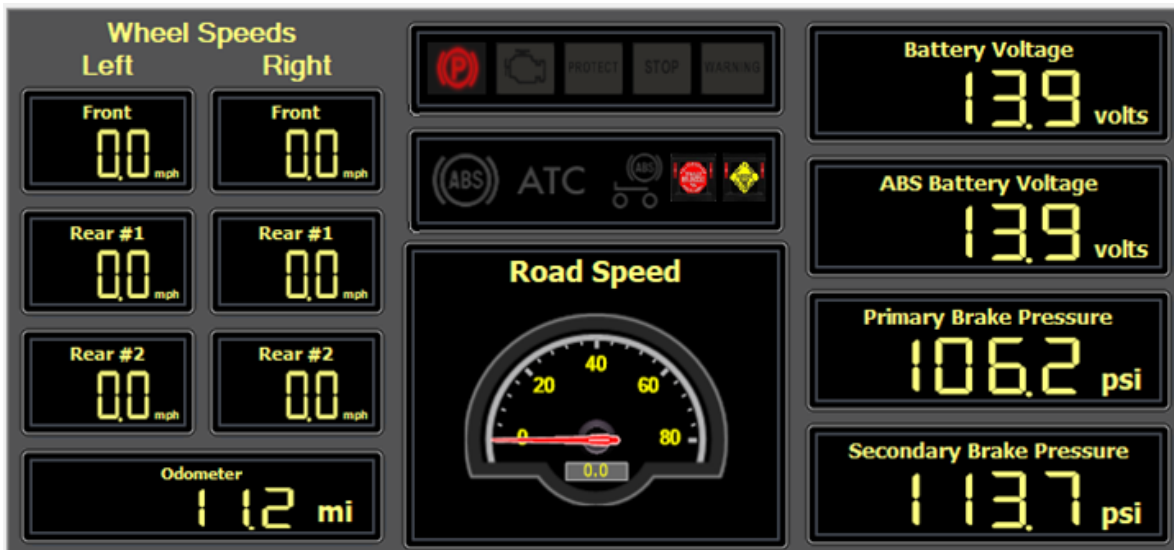 Wheel Speeds
Left Right
Front
0.0 mph
Front
0.0 mph
Rear #1
0.0 mph
Rear #1
0.0 mph
Rear #2
0.0 mph
Rear #2
0.0 mph
Odometer
11.2 mi
P
PROTECT
STOP
WARNING
ABS
ATC
ABS
Road Speed
0
20
40
60
80
0.0
Battery Voltage
13.9 volts
ABS Battery Voltage
13.9 volts
Primary Brake Pressure
106.2 psi
Secondary Brake Pressure
113.7 psi